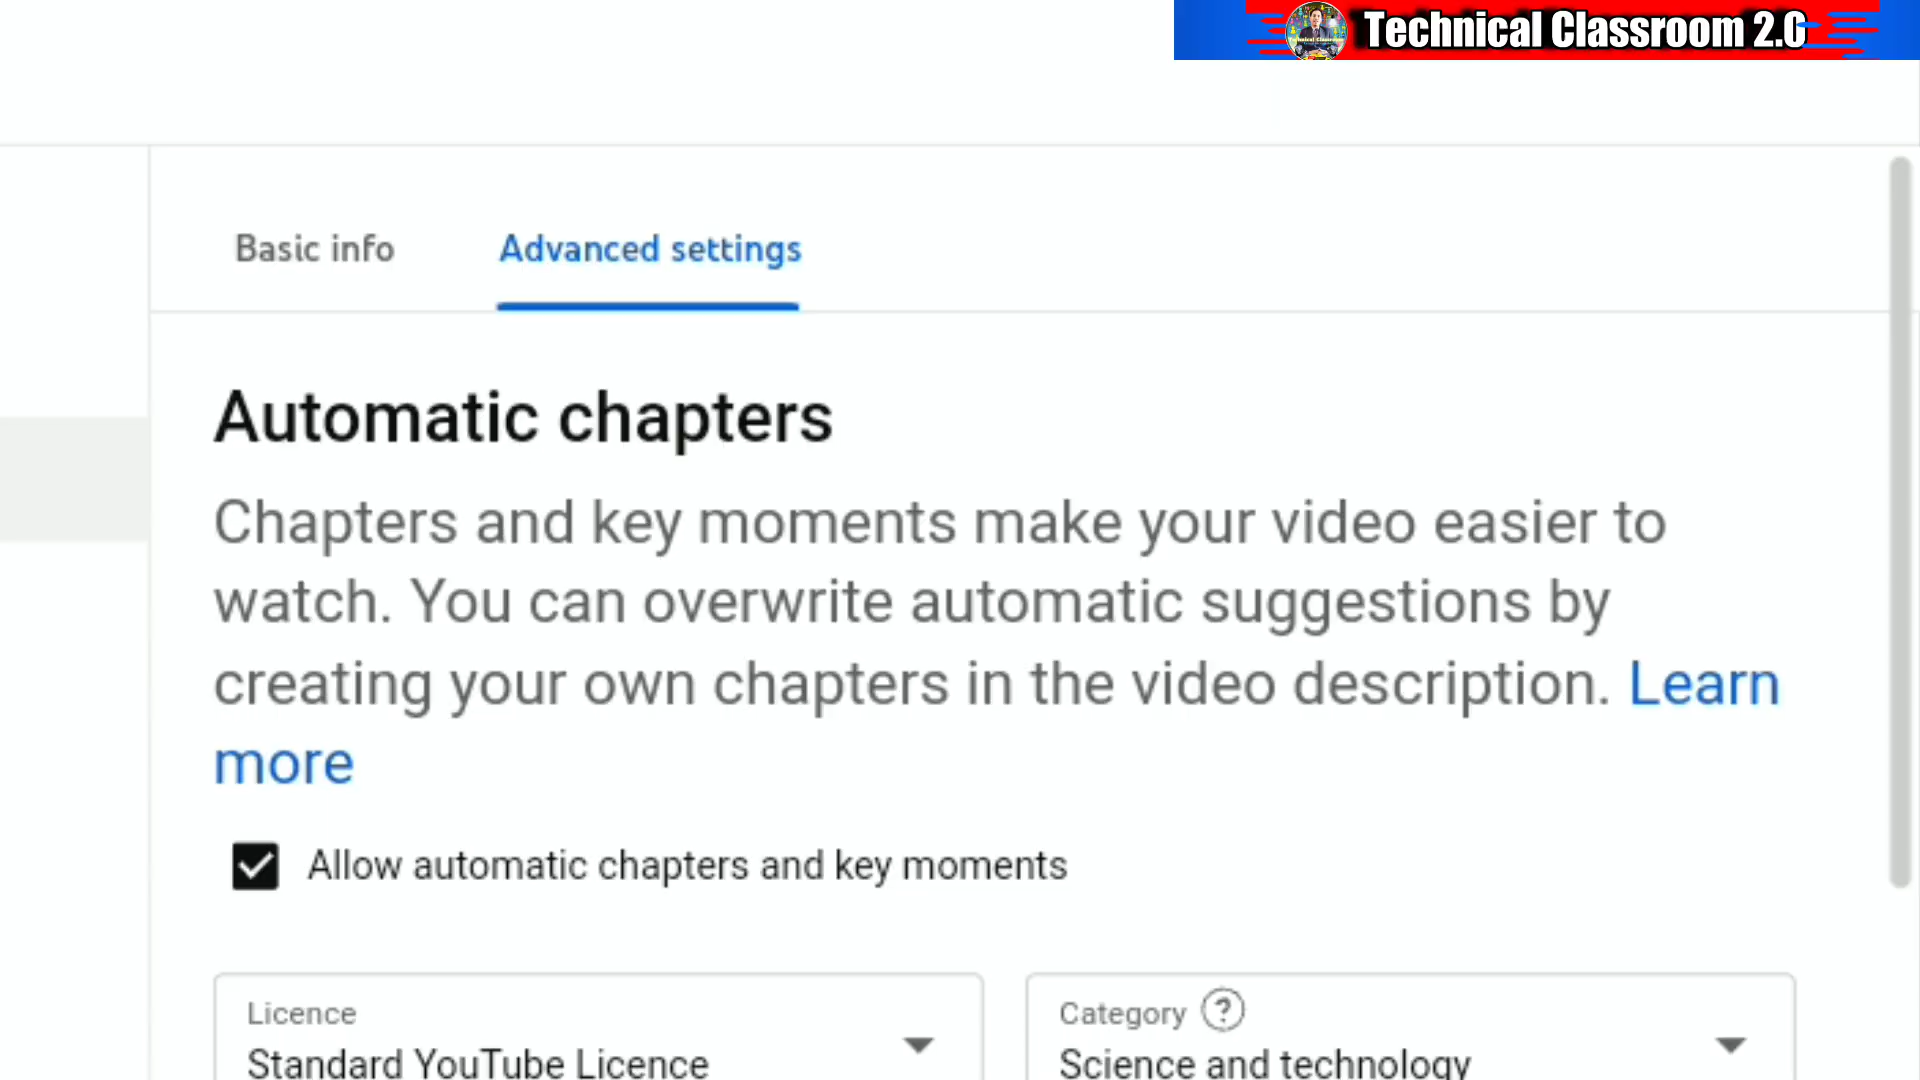 Technical Classroom 2.0
Basic info
Advanced settings
Automatic chapters
Chapters and key moments make your video easier to
watch. You can overwrite automatic suggestions by
creating your own chapters in the video description. Learn
more
Allow automatic chapters and key moments
Licence
Standard YouTube Licence
Category ?
Science and technology